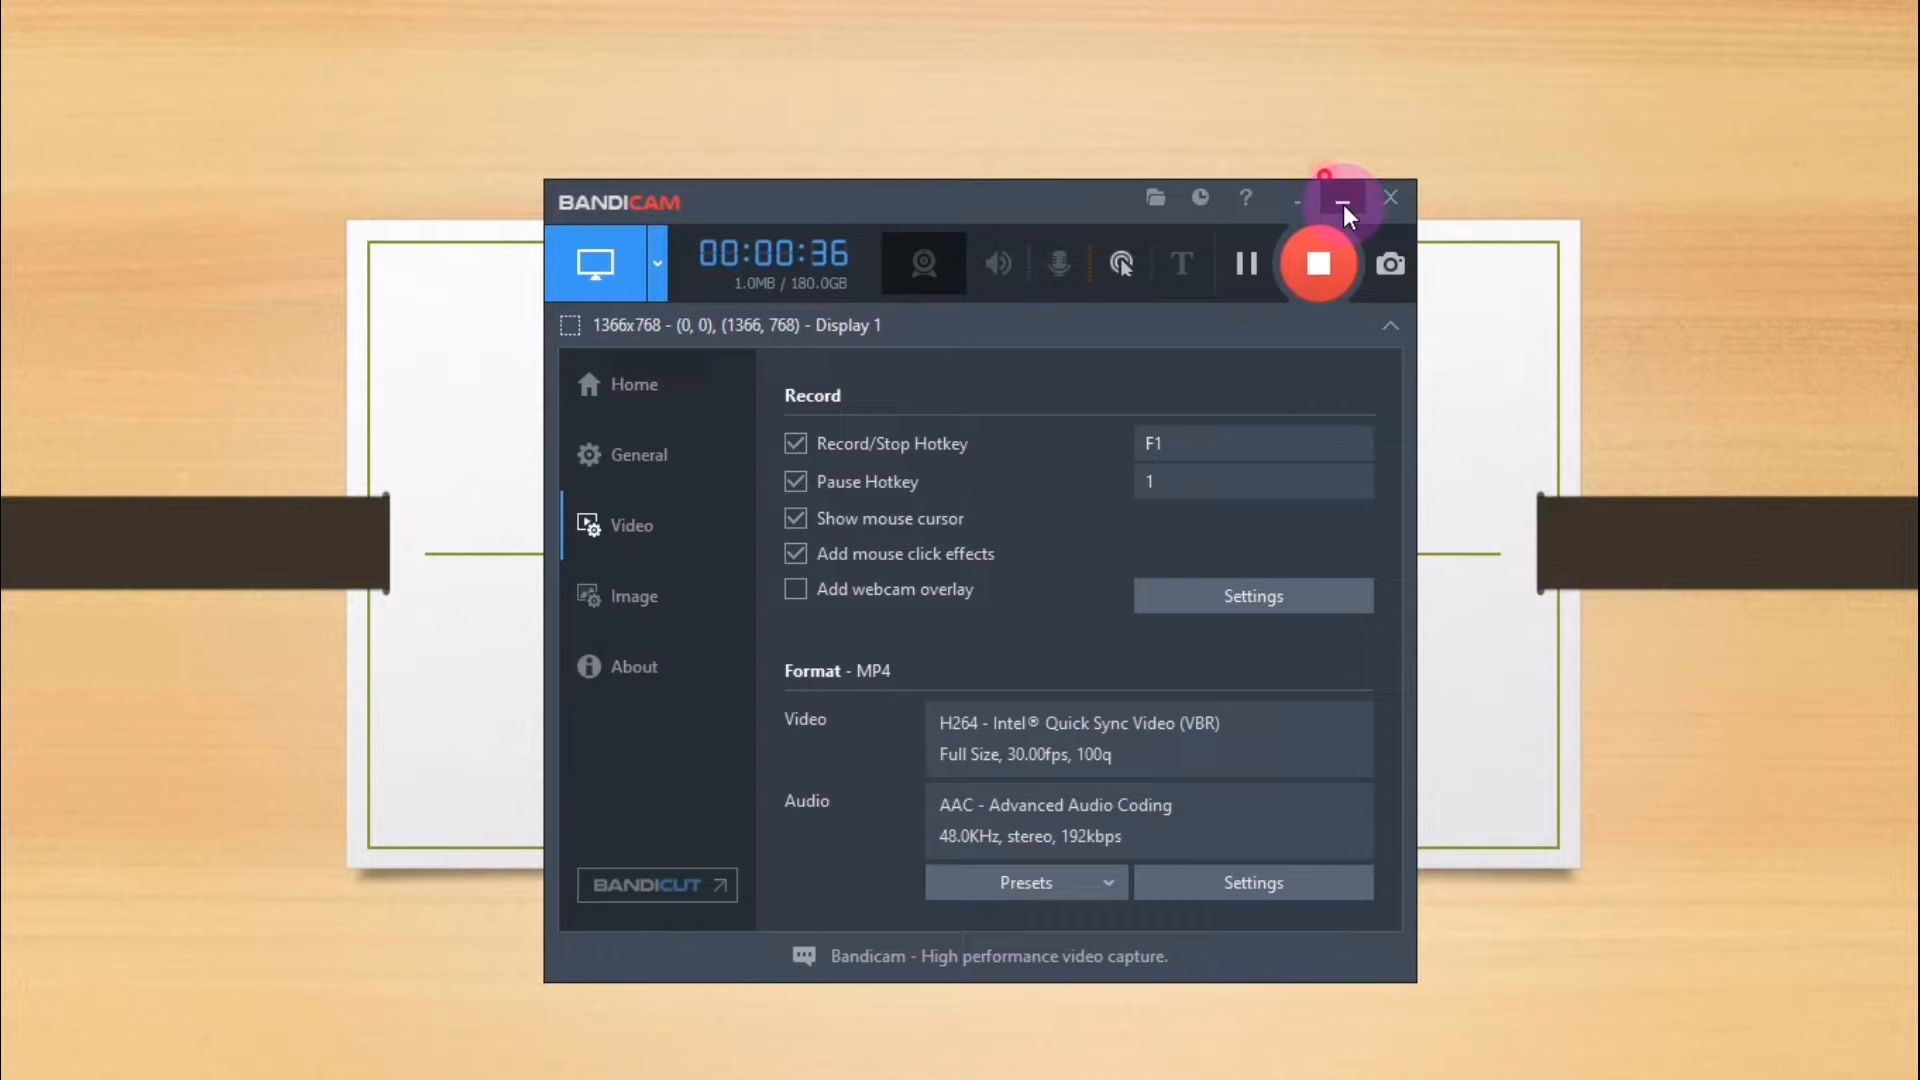 BANDICAM
?
00:00:36
1.0MB / 180.0GB
T
1366x768 - (0, 0), (1366, 768) - Display 1
Home
General
Video
Image
About
BANDICUT
Record
Record/Stop Hotkey F1
Pause Hotkey 1
Show mouse cursor
Add mouse click effects
Add webcam overlay Settings
Format - MP4
Video H264 - Intel® Quick Sync Video (VBR)
Full Size, 30.00fps, 100q
Audio AAC - Advanced Audio Coding
48.0KHz, stereo, 192kbps
Presets Settings
Bandicam - High performance video capture.